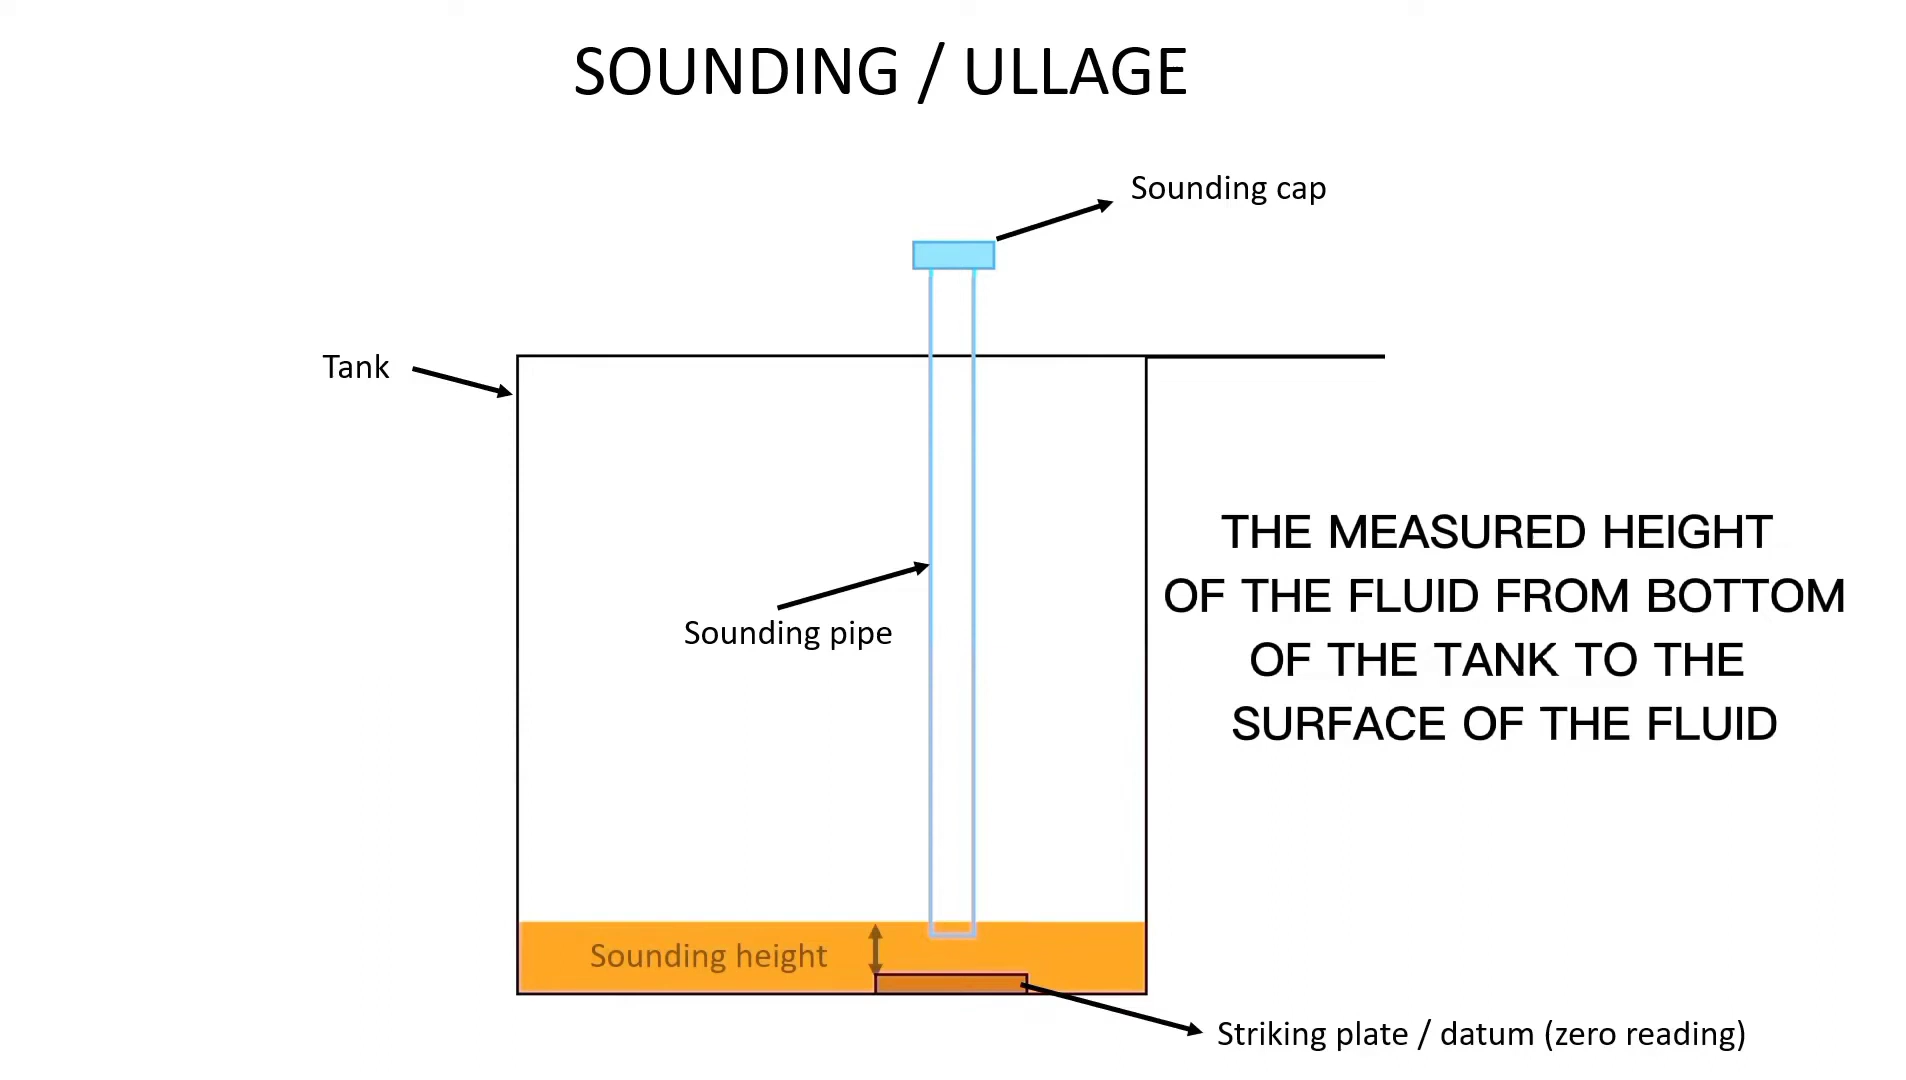 SOUNDING / ULLAGE
Sounding cap
Tank
THE MEASURED HEIGHT
OF THE FLUID FROM BOTTOM
OF THE TANK TO THE
SURFACE OF THE FLUID
Sounding pipe
Sounding height
Striking plate / datum (zero reading)